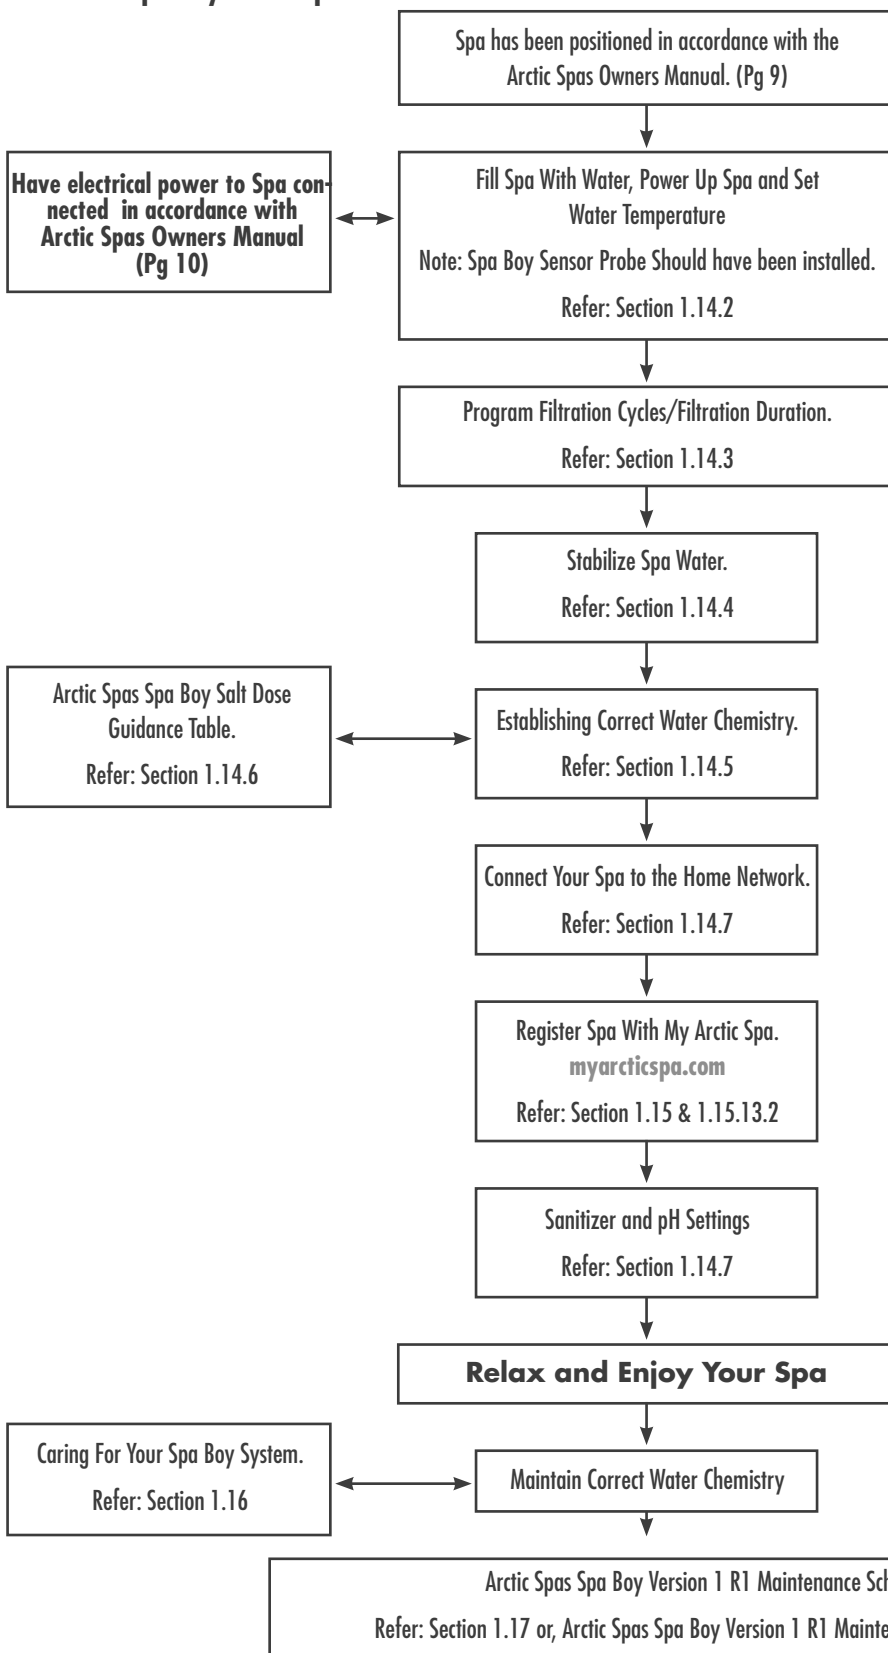 Spa has been positioned in accordance with the
Arctic Spas Owners Manual. (Pg 9)
Have electrical power to Spa con-
nected in accordance with
Arctic Spas Owners Manual
(Pg 10)
Fill Spa With Water, Power Up Spa and Set
Water Temperature
Note: Spa Boy Sensor Probe Should have been installed.
Refer: Section 1.14.2
Program Filtration Cycles/Filtration Duration.
Refer: Section 1.14.3
Stabilize Spa Water.
Refer: Section 1.14.4
Arctic Spas Spa Boy Salt Dose
Guidance Table.
Refer: Section 1.14.6
Establishing Correct Water Chemistry.
Refer: Section 1.14.5
Connect Your Spa to the Home Network.
Refer: Section 1.14.7
Register Spa With My Arctic Spa.
myarcticspa.com
Refer: Section 1.15 & 1.15.13.2
Sanitizer and pH Settings
Refer: Section 1.14.7
Relax and Enjoy Your Spa
Caring For Your Spa Boy System.
Refer: Section 1.16
Maintain Correct Water Chemistry
Arctic Spas Spa Boy Version 1 R1 Maintenance
Refer: Section 1.17 or, Arctic Spas Spa Boy Version 1 R1